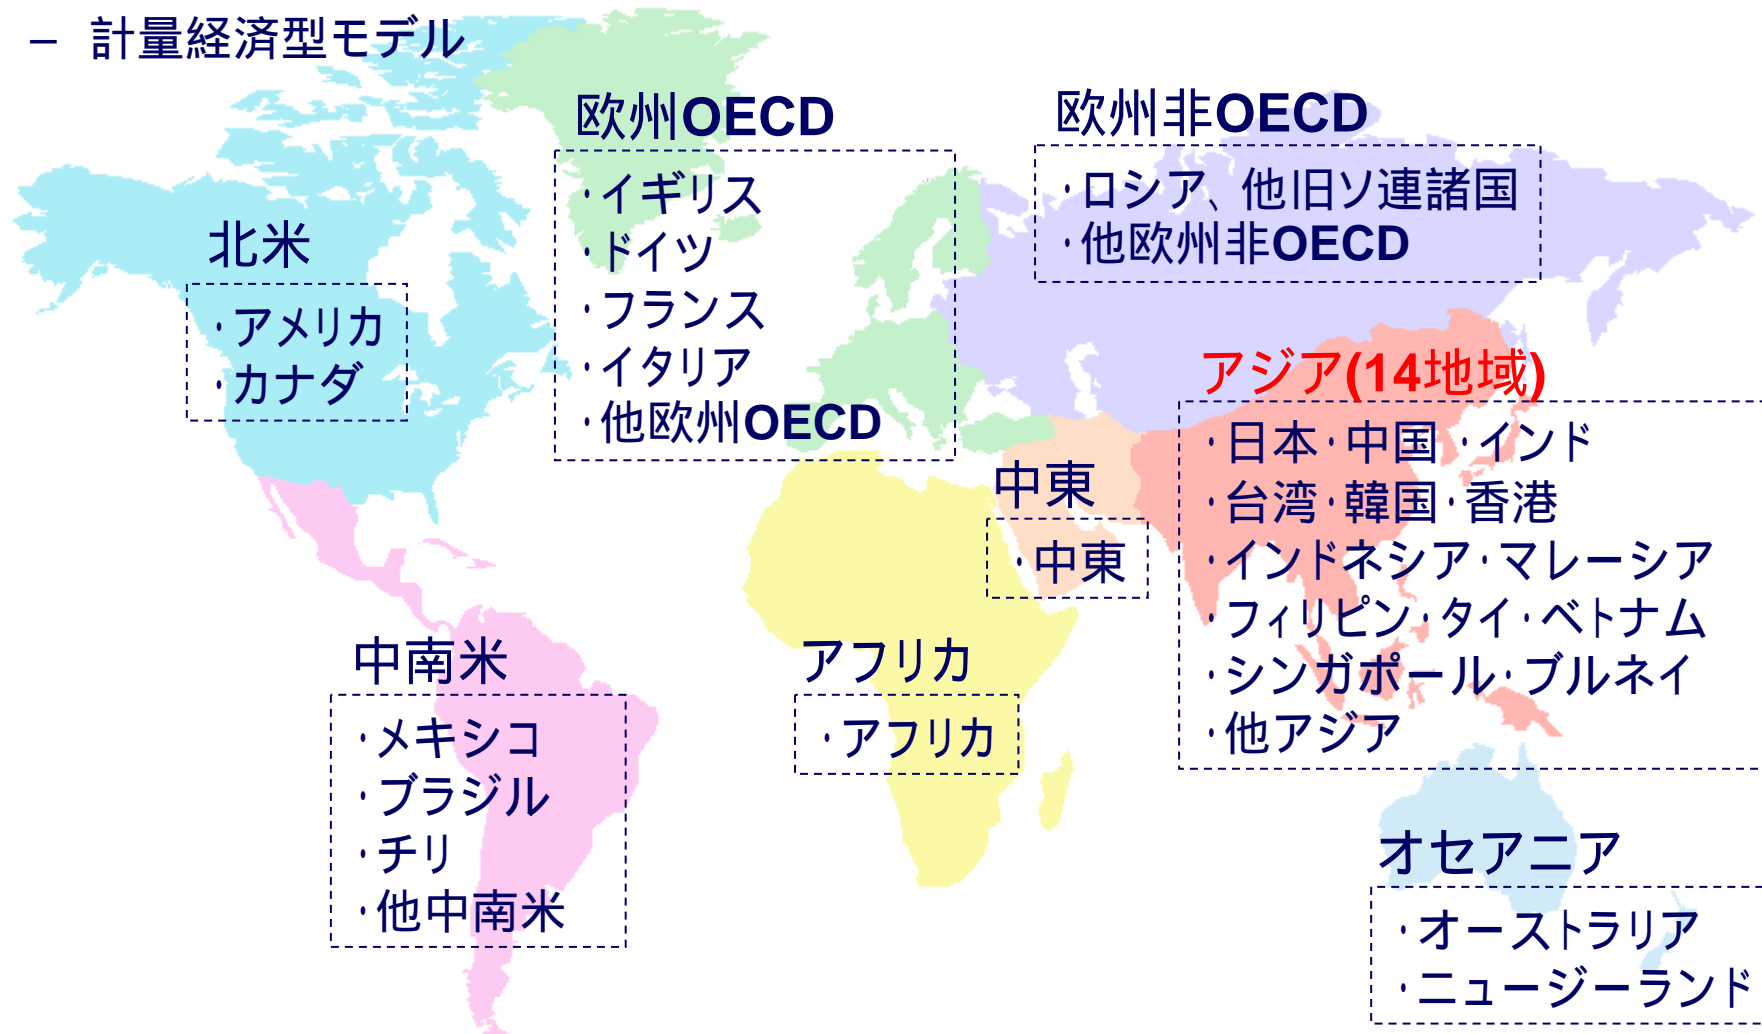 – 計量経済型モデル
欧州OECD
・イギリス
・ドイツ
・フランス
・イタリア
・他欧州OECD
欧州非OECD
・ロシア、他旧ソ連諸国
・他欧州非OECD
北米
・アメリカ
・カナダ
アジア(14地域)
・日本・中国・インド
・台湾・韓国・香港
・インドネシア・マレーシア
・フィリピン・タイ・ベトナム
・シンガポール・ブルネイ
・他アジア
中東
・中東
中南米
・メキシコ
・ブラジル
・チリ
・他中南米
アフリカ
・アフリカ
オセアニア
・オーストラリア
・ニュージーランド